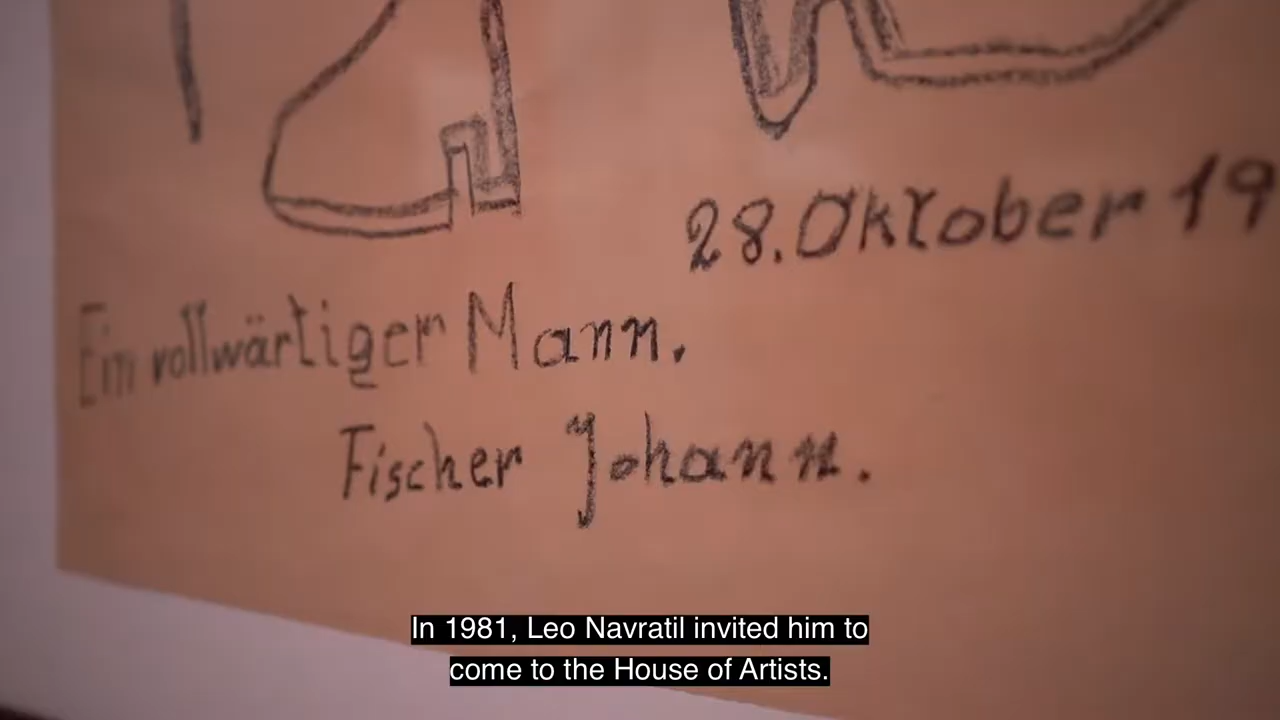 28. Oktober 19
Ein vollwärtiger Mann.
Fischer Johann.
In 1981, Leo Navratil invited him to
come to the House of Artists.